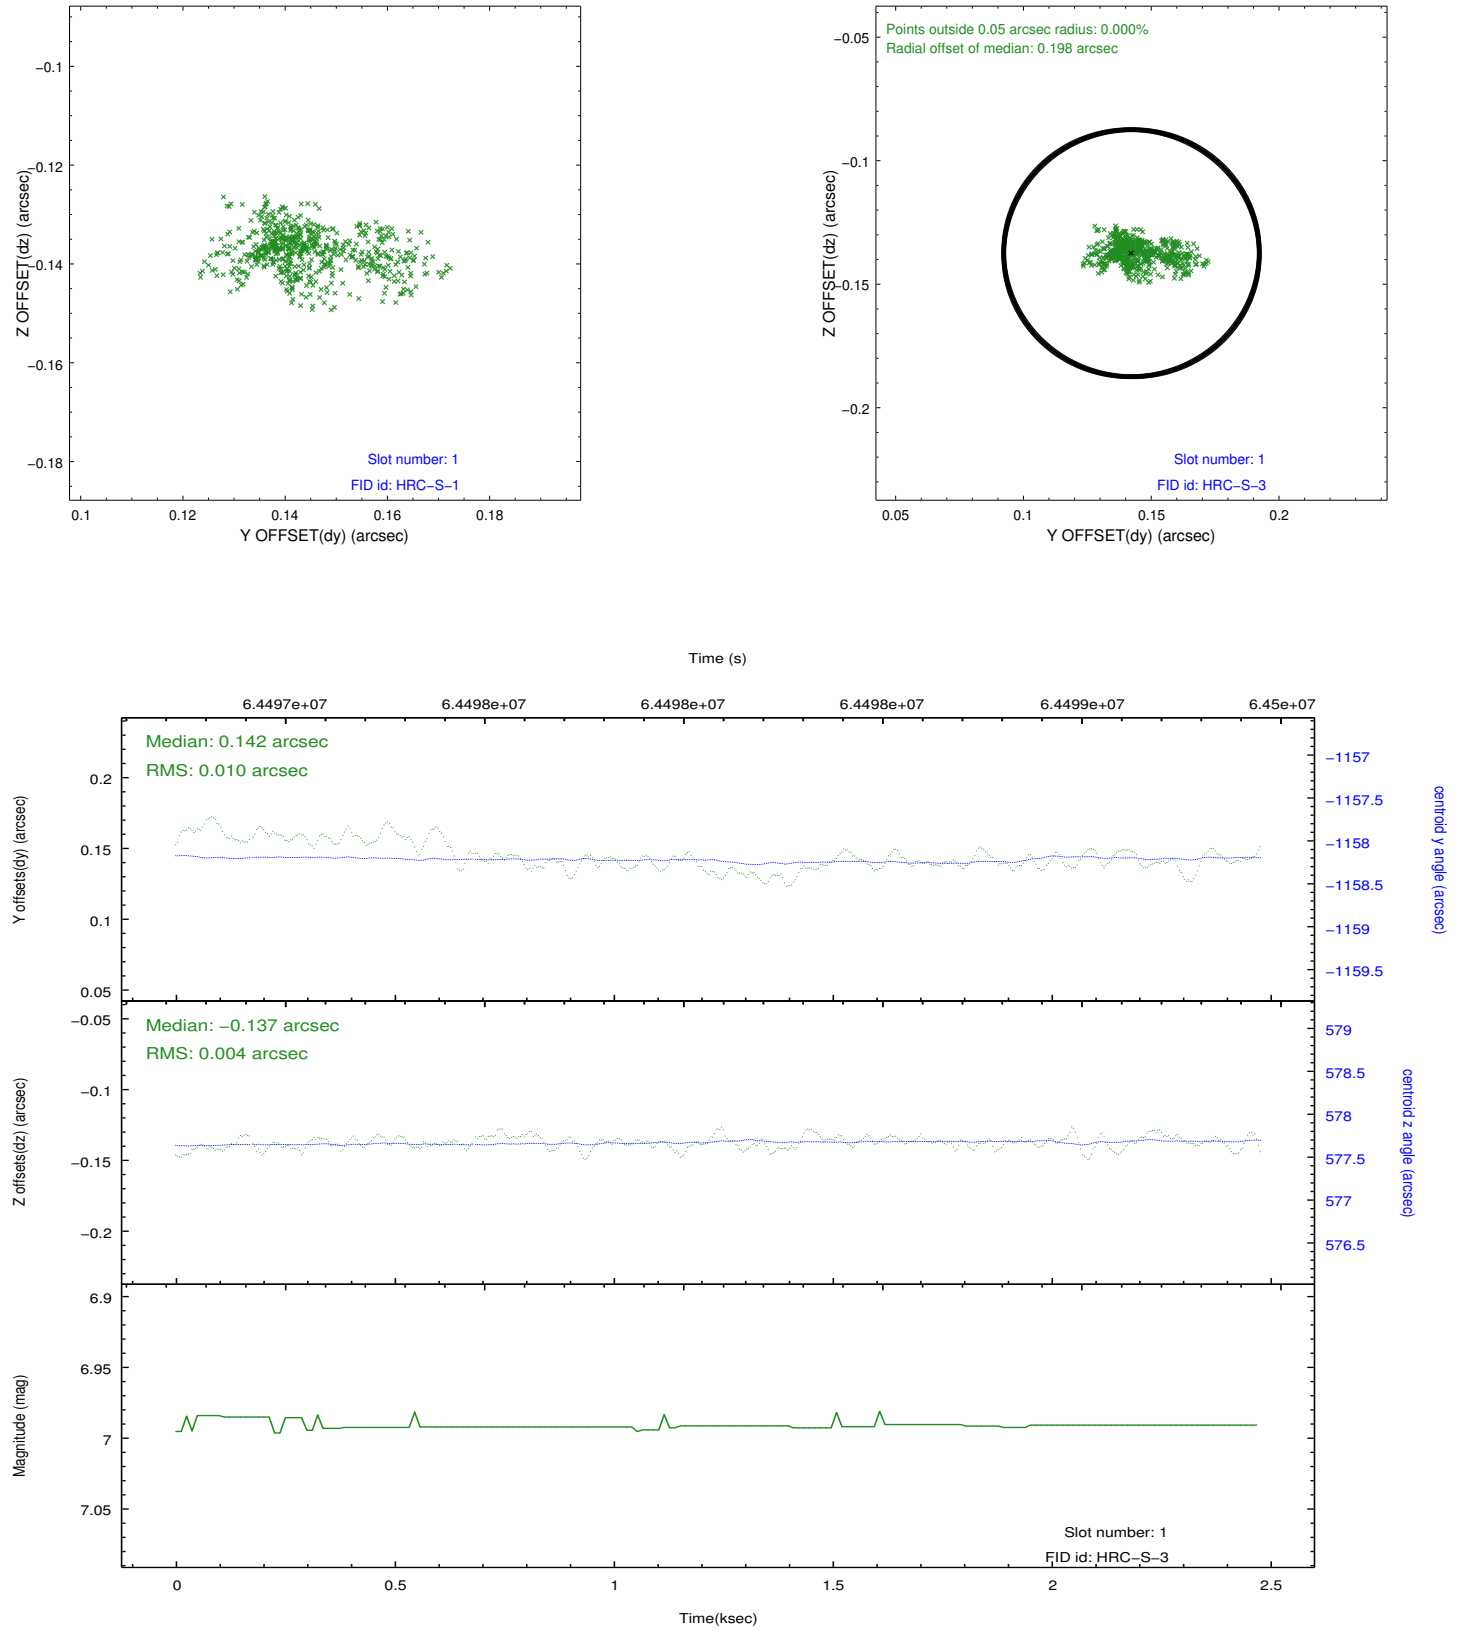 −0.1
−0.12
−0.14
−0.16
−0.18
Z OFFSET(dz) (arcsec)
Slot number: 1
FID id: HRC−S−1
0.1 0.12 0.14 0.16 0.18
Y OFFSET(dy) (arcsec)
Points outside 0.05 arcsec radius: 0.000%
Radial offset of median: 0.198 arcsec
−0.05
−0.1
−0.15
−0.2
Z OFFSET(dz) (arcsec)
Slot number: 1
FID id: HRC−S−3
0.05 0.1 0.15 0.2
Y OFFSET(dy) (arcsec)
Time (s)
6.4497e+07 6.4498e+07 6.4498e+07 6.4498e+07 6.4499e+07 6.45e+07
Median: 0.142 arcsec
RMS: 0.010 arcsec
0.2
0.15
0.1
0.05
Y offsets(dy) (arcsec)
−1157
−1157.5
−1158
−1158.5
−1159
−1159.5
centroid y angle (arcsec)
Median: −0.137 arcsec
RMS: 0.004 arcsec
−0.05
−0.1
−0.15
−0.2
Z offsets(dz) (arcsec)
579
578.5
578
577.5
577
576.5
centroid z angle (arcsec)
6.9
6.95
7
7.05
Magnitude (mag)
Slot number: 1
FID id: HRC−S−3
0 0.5 1 1.5 2 2.5
Time(ksec)